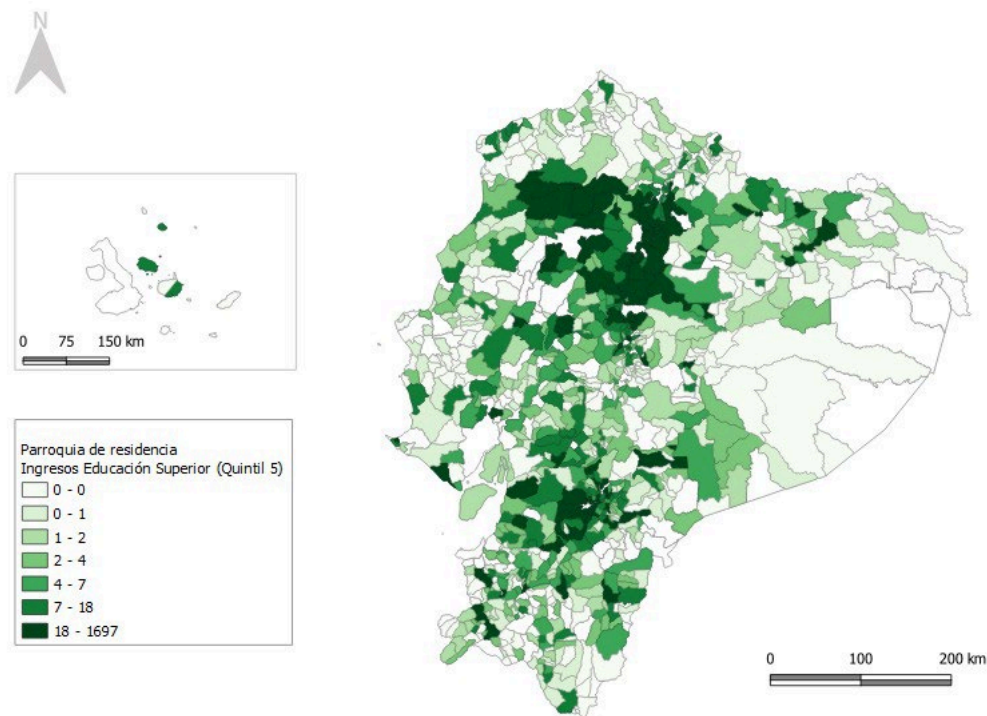 N
0 75 150 km
Parroquia de residencia
Ingresos Educación Superior (Quintil 5)
0 - 0
0 - 1
1 - 2
2 - 4
4 - 7
7 - 18
18 - 1697
0 100 200 km